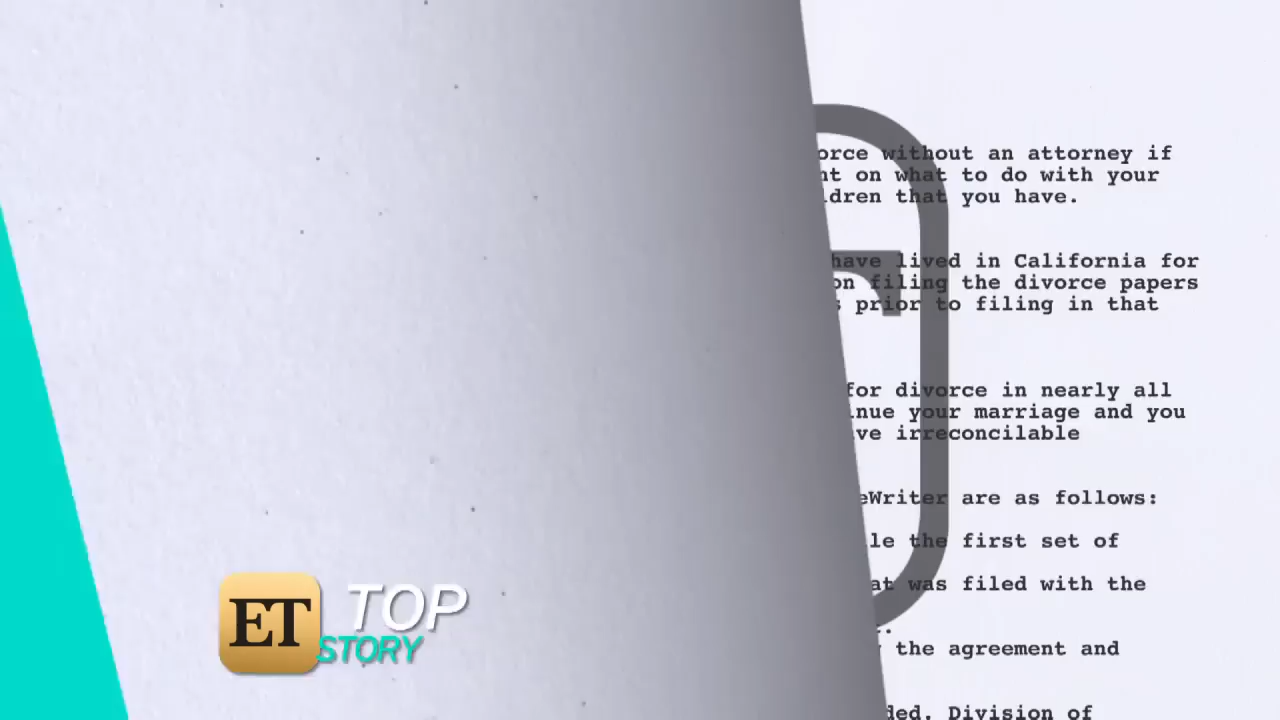 orce without an attorney if
nt on what to do with your
ldren that you have.
have lived in California for
on filing the divorce papers
s prior to filing in that
for divorce in nearly all
inue your marriage and you
ve irreconcilable
eWriter are as follows:
le the first set of
at was filed with the
the agreement and
ded. Division of
ET TOP
STORY